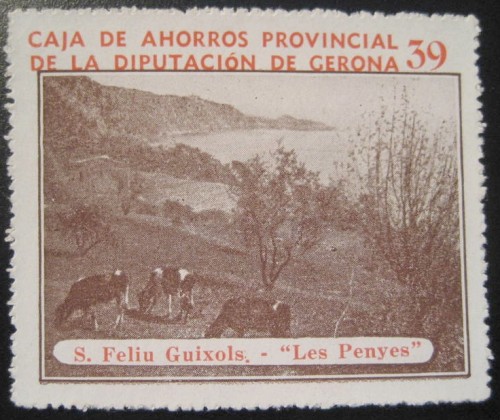 CAJA DE AHORROS PROVINCIAL
DE LA DIPUTACIÓN DE GERONA 39
S. Feliu Guixols. - "Les Penyes"